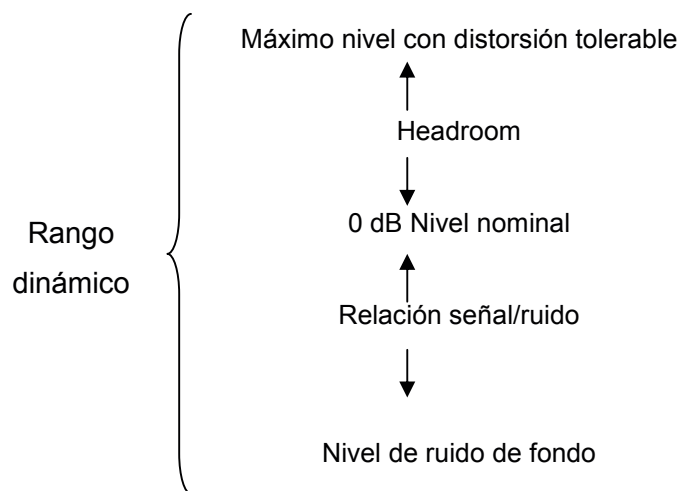 Máximo nivel con distorsión tolerable
Headroom
0 dB Nivel nominal
Rango
dinámico
Relación señal/ruido
Nivel de ruido de fondo